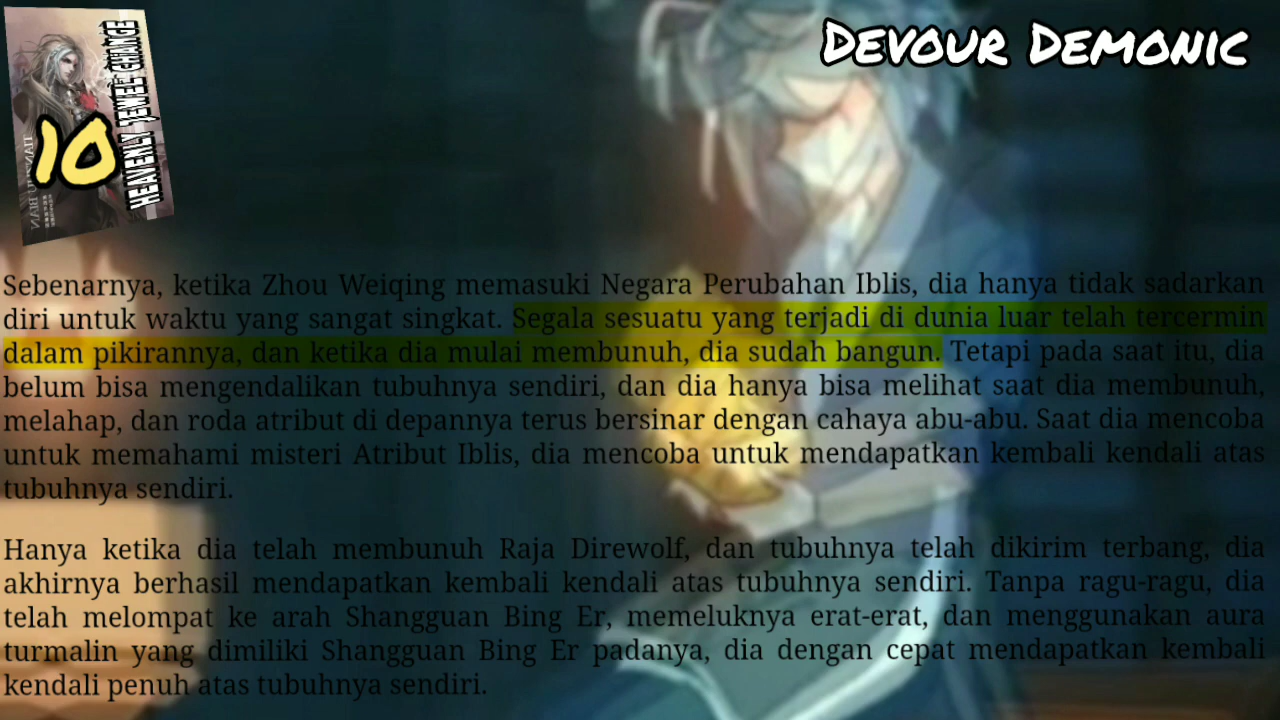 DEVOUR DEMONIC
HEAVENLY JEWEL CHANGE
10
Sebenarnya, ketika Zhou Weiqing memasuki Negara Perubahan Iblis, dia hanya tidak sadarkan
diri untuk waktu yang sangat singkat. Segala sesuatu yang terjadi di dunia luar telah tercermin
dalam pikirannya, dan ketika dia mulai membunuh, dia sudah bangun. Tetapi pada saat itu, dia
belum bisa mengendalikan tubuhnya sendiri, dan dia hanya bisa melihat saat dia membunuh,
melahap, dan roda atribut di depannya terus bersinar dengan cahaya abu-abu. Saat dia mencoba
untuk memahami misteri Atribut Iblis, dia mencoba untuk mendapatkan kembali kendali atas
tubuhnya sendiri.
Hanya ketika dia telah membunuh Raja Direwolf, dan tubuhnya telah dikirim terbang, dia
akhirnya berhasil mendapatkan kembali kendali atas tubuhnya sendiri. Tanpa ragu-ragu, dia
telah melompat ke arah Shangguan Bing Er, memeluknya erat-erat, dan menggunakan aura
turmalin yang dimiliki Shangguan Bing Er padanya, dia dengan cepat mendapatkan kembali
kendali penuh atas tubuhnya sendiri.